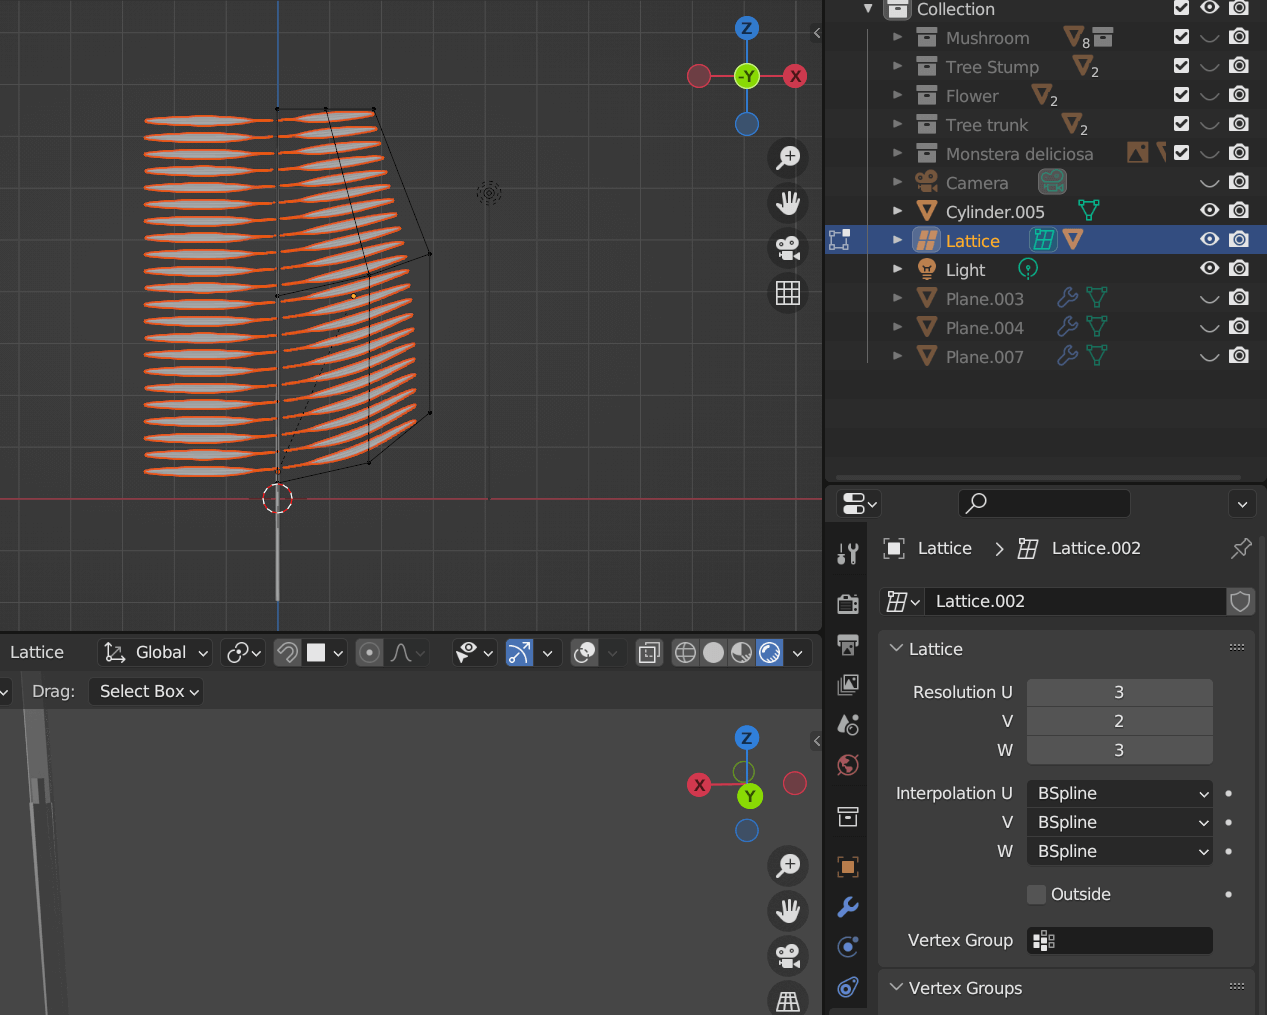 Collection
Mushroom 8
Tree Stump 2
Flower 2
Tree trunk 2
Monstera deliciosa
Camera
Cylinder.005
Lattice
Light
Plane.003
Plane.004
Plane.007
Z
-Y X
Lattice > Lattice.002
Lattice.002
Lattice
Resolution U 3
V 2
W 3
Interpolation U BSpline
V BSpline
W BSpline
Outside
Vertex Group
Vertex Groups
Lattice Global
Drag: Select Box
Z
X
Y